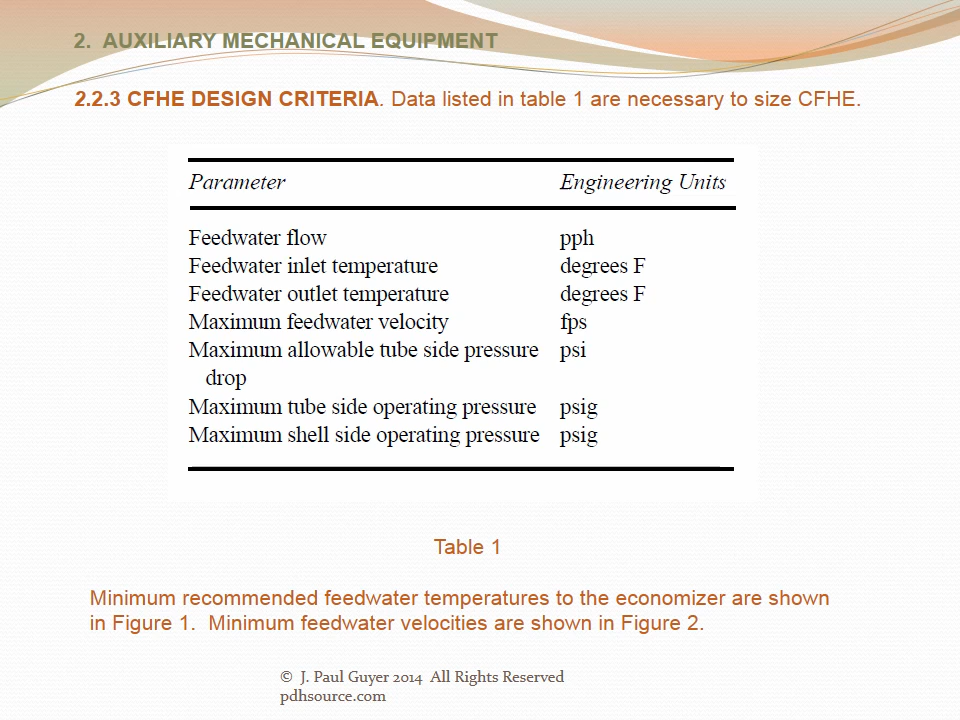 2. AUXILIARY MECHANICAL EQUIPMENT
2.2.3 CFHE DESIGN CRITERIA. Data listed in table 1 are necessary to size CFHE.
Parameter Engineering Units
Feedwater flow pph
Feedwater inlet temperature degrees F
Feedwater outlet temperature degrees F
Maximum feedwater velocity fps
Maximum allowable tube side pressure psi
drop
Maximum tube side operating pressure psig
Maximum shell side operating pressure psig
Table 1
Minimum recommended feedwater temperatures to the economizer are shown
in Figure 1. Minimum feedwater velocities are shown in Figure 2.
© J. Paul Guyer 2014 All Rights Reserved
pdhsource.com